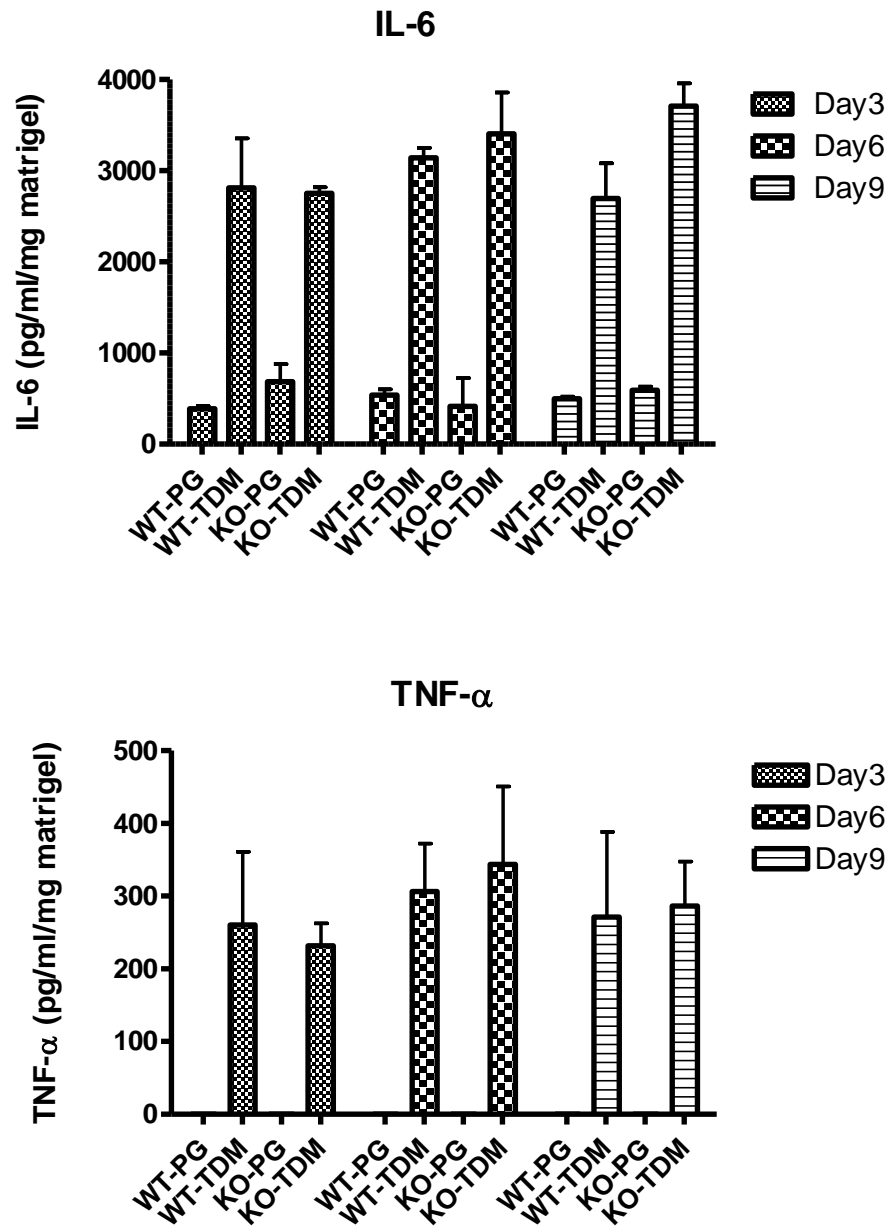 IL-6
IL-6 (pg/ml/mg matrigel)
4000
3000
2000
1000
0
WT-PG
WT-TDM
KO-PG
KO-TDM
WT-PG
WT-TDM
KO-PG
KO-TDM
WT-PG
WT-TDM
KO-PG
KO-TDM
Day3
Day6
Day9
TNF-α
TNF-α (pg/ml/mg matrigel)
500
400
300
200
100
0
WT-PG
WT-TDM
KO-PG
KO-TDM
WT-PG
WT-TDM
KO-PG
KO-TDM
WT-PG
WT-TDM
KO-PG
KO-TDM
Day3
Day6
Day9